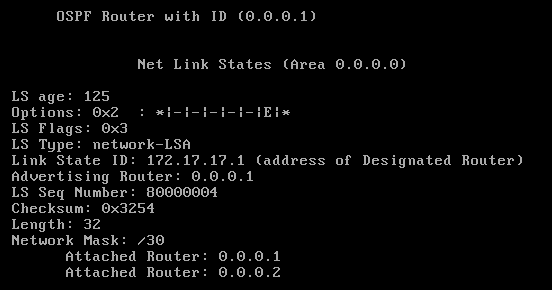 OSPF Router with ID (0.0.0.1)
Net Link States (Area 0.0.0.0)
LS age: 125
Options: 0x2  : *|-|-|-|-|-|E|*
LS Flags: 0x3
LS Type: network-LSA
Link State ID: 172.17.17.1 (address of Designated Router)
Advertising Router: 0.0.0.1
LS Seq Number: 80000004
Checksum: 0x3254
Length: 32
Network Mask: /30
Attached Router: 0.0.0.1
Attached Router: 0.0.0.2